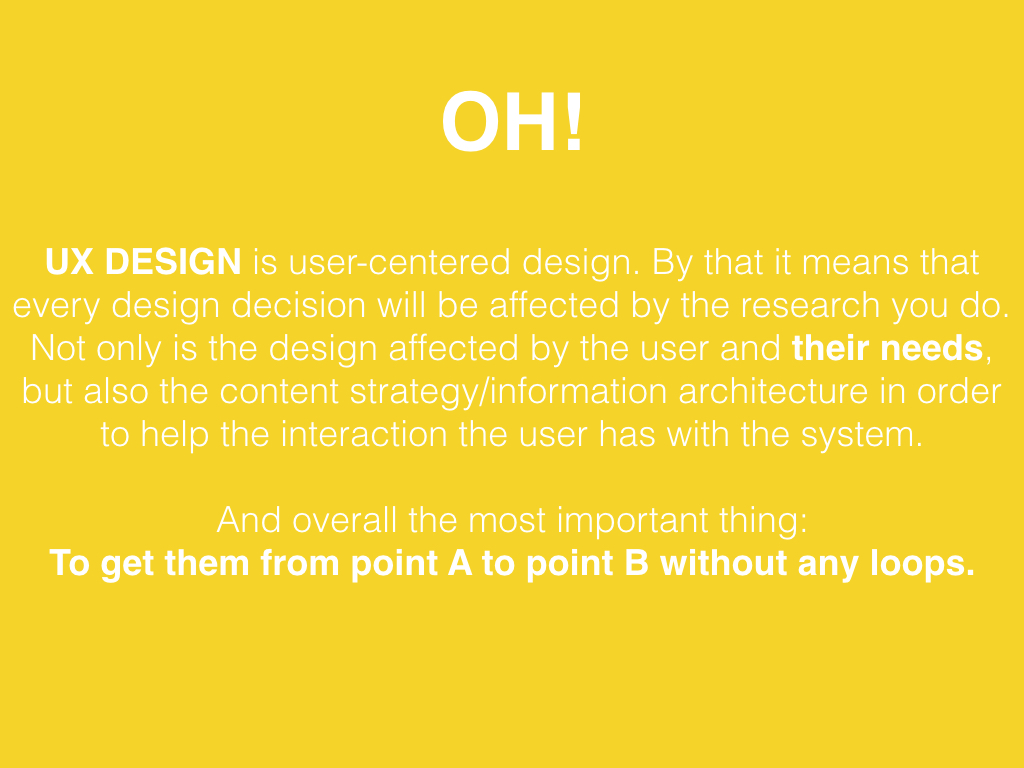 OH!
UX DESIGN is user-centered design. By that it means that
every design decision will be affected by the research you do.
Not only is the design affected by the user and their needs,
but also the content strategy/information architecture in order
to help the interaction the user has with the system.
And overall the most important thing:
To get them from point A to point B without any loops.